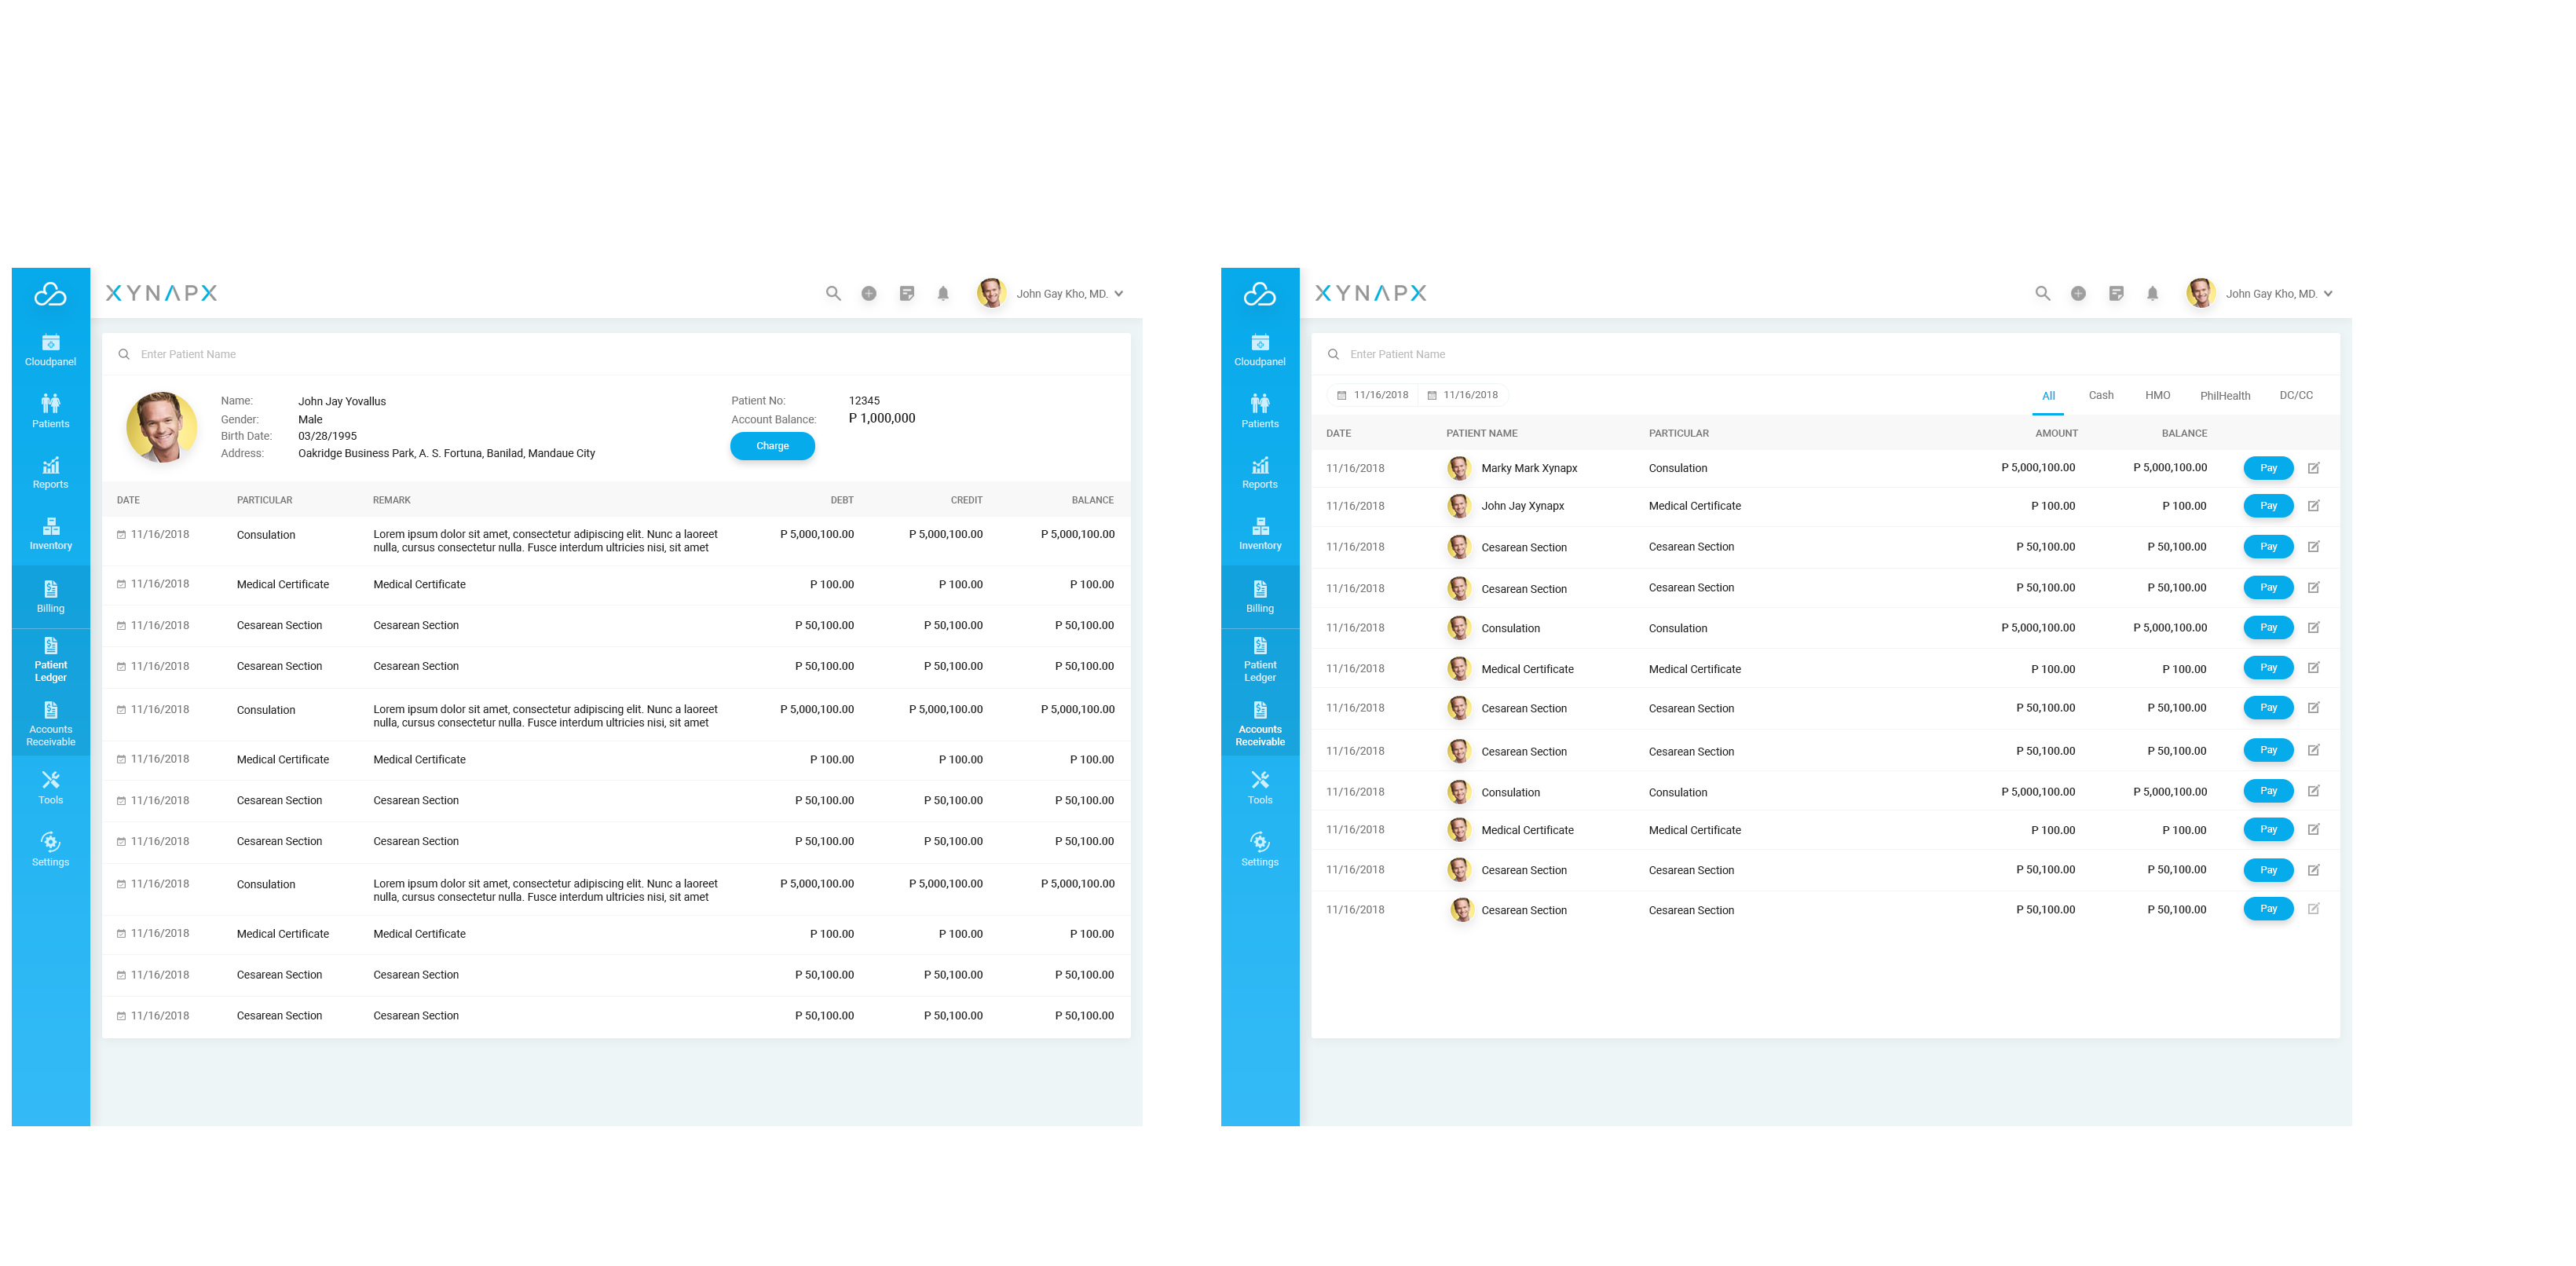 XYNAPX
John Gay Kho, MD.
Cloudpanel
Patients
Reports
Inventory
Billing
Patient
Ledger
Accounts
Receivable
Tools
Settings
Enter Patient Name
Name: John Jay Yovallus
Gender: Male
Birth Date: 03/28/1995
Address: Oakridge Business Park, A. S. Fortuna, Banilad, Mandaue City
Patient No: 12345
Account Balance: P 1,000,000
Charge
DATE PARTICULAR REMARK DEBT CREDIT BALANCE
11/16/2018 Consulation Lorem ipsum dolor sit amet, consectetur adipiscing elit. Nunc a laoreet P 5,000,100.00 P 5,000,100.00 P 5,000,100.00
nulla, cursus consectetur nulla. Fusce interdum ultricies nisi, sit amet
11/16/2018 Medical Certificate Medical Certificate P 100.00 P 100.00 P 100.00
11/16/2018 Cesarean Section Cesarean Section P 50,100.00 P 50,100.00 P 50,100.00
11/16/2018 Cesarean Section Cesarean Section P 50,100.00 P 50,100.00 P 50,100.00
11/16/2018 Consulation Lorem ipsum dolor sit amet, consectetur adipiscing elit. Nunc a laoreet P 5,000,100.00 P 5,000,100.00 P 5,000,100.00
nulla, cursus consectetur nulla. Fusce interdum ultricies nisi, sit amet
11/16/2018 Medical Certificate Medical Certificate P 100.00 P 100.00 P 100.00
11/16/2018 Cesarean Section Cesarean Section P 50,100.00 P 50,100.00 P 50,100.00
11/16/2018 Cesarean Section Cesarean Section P 50,100.00 P 50,100.00 P 50,100.00
11/16/2018 Consulation Lorem ipsum dolor sit amet, consectetur adipiscing elit. Nunc a laoreet P 5,000,100.00 P 5,000,100.00 P 5,000,100.00
nulla, cursus consectetur nulla. Fusce interdum ultricies nisi, sit amet
11/16/2018 Medical Certificate Medical Certificate P 100.00 P 100.00 P 100.00
11/16/2018 Cesarean Section Cesarean Section P 50,100.00 P 50,100.00 P 50,100.00
11/16/2018 Cesarean Section Cesarean Section P 50,100.00 P 50,100.00 P 50,100.00
XYNAPX
John Gay Kho, MD.
Cloudpanel
Patients
Reports
Inventory
Billing
Patient
Ledger
Accounts
Receivable
Tools
Settings
Enter Patient Name
11/16/2018 11/16/2018 All Cash HMO PhilHealth DC/CC
DATE PATIENT NAME PARTICULAR AMOUNT BALANCE
11/16/2018 Marky Mark Xynapx Consulation P 5,000,100.00 P 5,000,100.00 Pay
11/16/2018 John Jay Xynapx Medical Certificate P 100.00 P 100.00 Pay
11/16/2018 Cesarean Section Cesarean Section P 50,100.00 P 50,100.00 Pay
11/16/2018 Cesarean Section Cesarean Section P 50,100.00 P 50,100.00 Pay
11/16/2018 Consulation Consulation P 5,000,100.00 P 5,000,100.00 Pay
11/16/2018 Medical Certificate Medical Certificate P 100.00 P 100.00 Pay
11/16/2018 Cesarean Section Cesarean Section P 50,100.00 P 50,100.00 Pay
11/16/2018 Cesarean Section Cesarean Section P 50,100.00 P 50,100.00 Pay
11/16/2018 Consulation Consulation P 5,000,100.00 P 5,000,100.00 Pay
11/16/2018 Medical Certificate Medical Certificate P 100.00 P 100.00 Pay
11/16/2018 Cesarean Section Cesarean Section P 50,100.00 P 50,100.00 Pay
11/16/2018 Cesarean Section Cesarean Section P 50,100.00 P 50,100.00 Pay